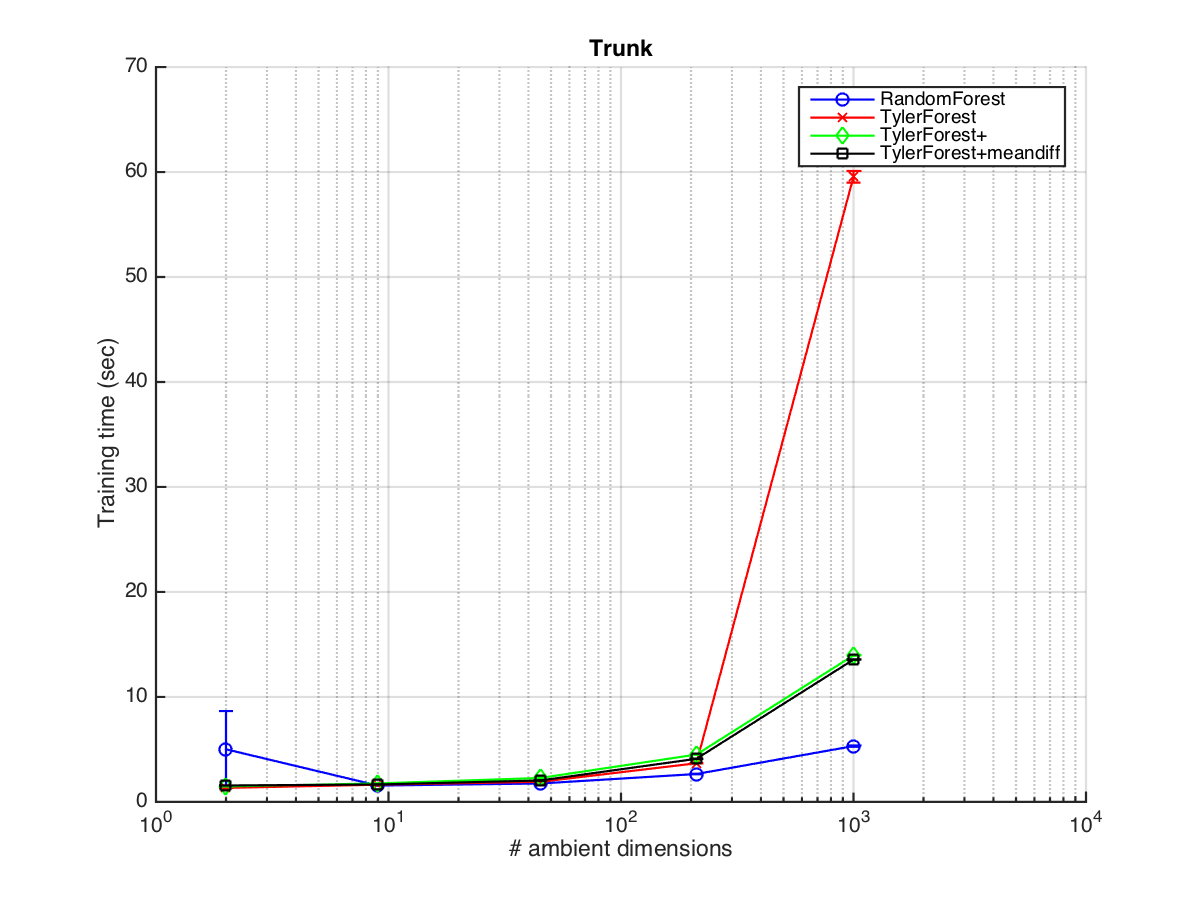 Trunk
RandomForest
TylerForest
TylerForest+
TylerForest+meandiff
Training time (sec)
70
60
50
40
30
20
10
0
10^0 10^1 10^2 10^3 10^4
# ambient dimensions